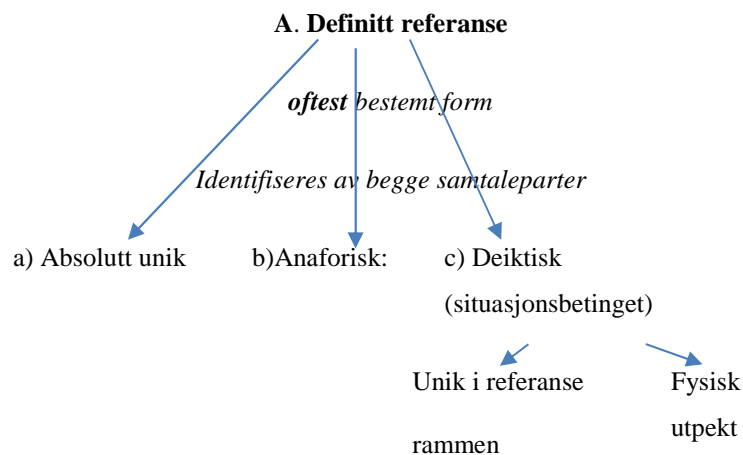 A. Definitt referanse
oftest bestemt form
Identifiseres av begge samtaleparter
a) Absolutt unik b)Anaforisk: c) Deiktisk
(situasjonsbetinget)
Unik i referanse Fysisk
utpekt
rammen